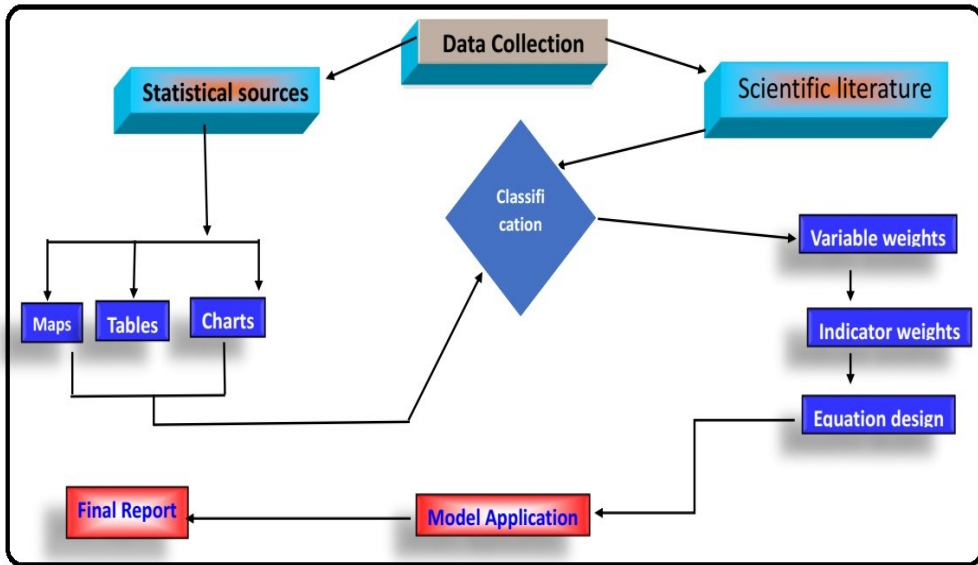 Data Collection
Statistical sources
Scientific literature
Classifi
cation
Variable weights
Maps
Tables
Charts
Indicator weights
Equation design
Final Report
Model Application